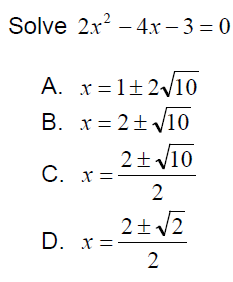 Solve 2x² − 4x − 3 = 0
A. x = 1 ± 2√10
B. x = 2 ± √10
C. x = (2 ± √10)/2
D. x = (2 ± √2)/2